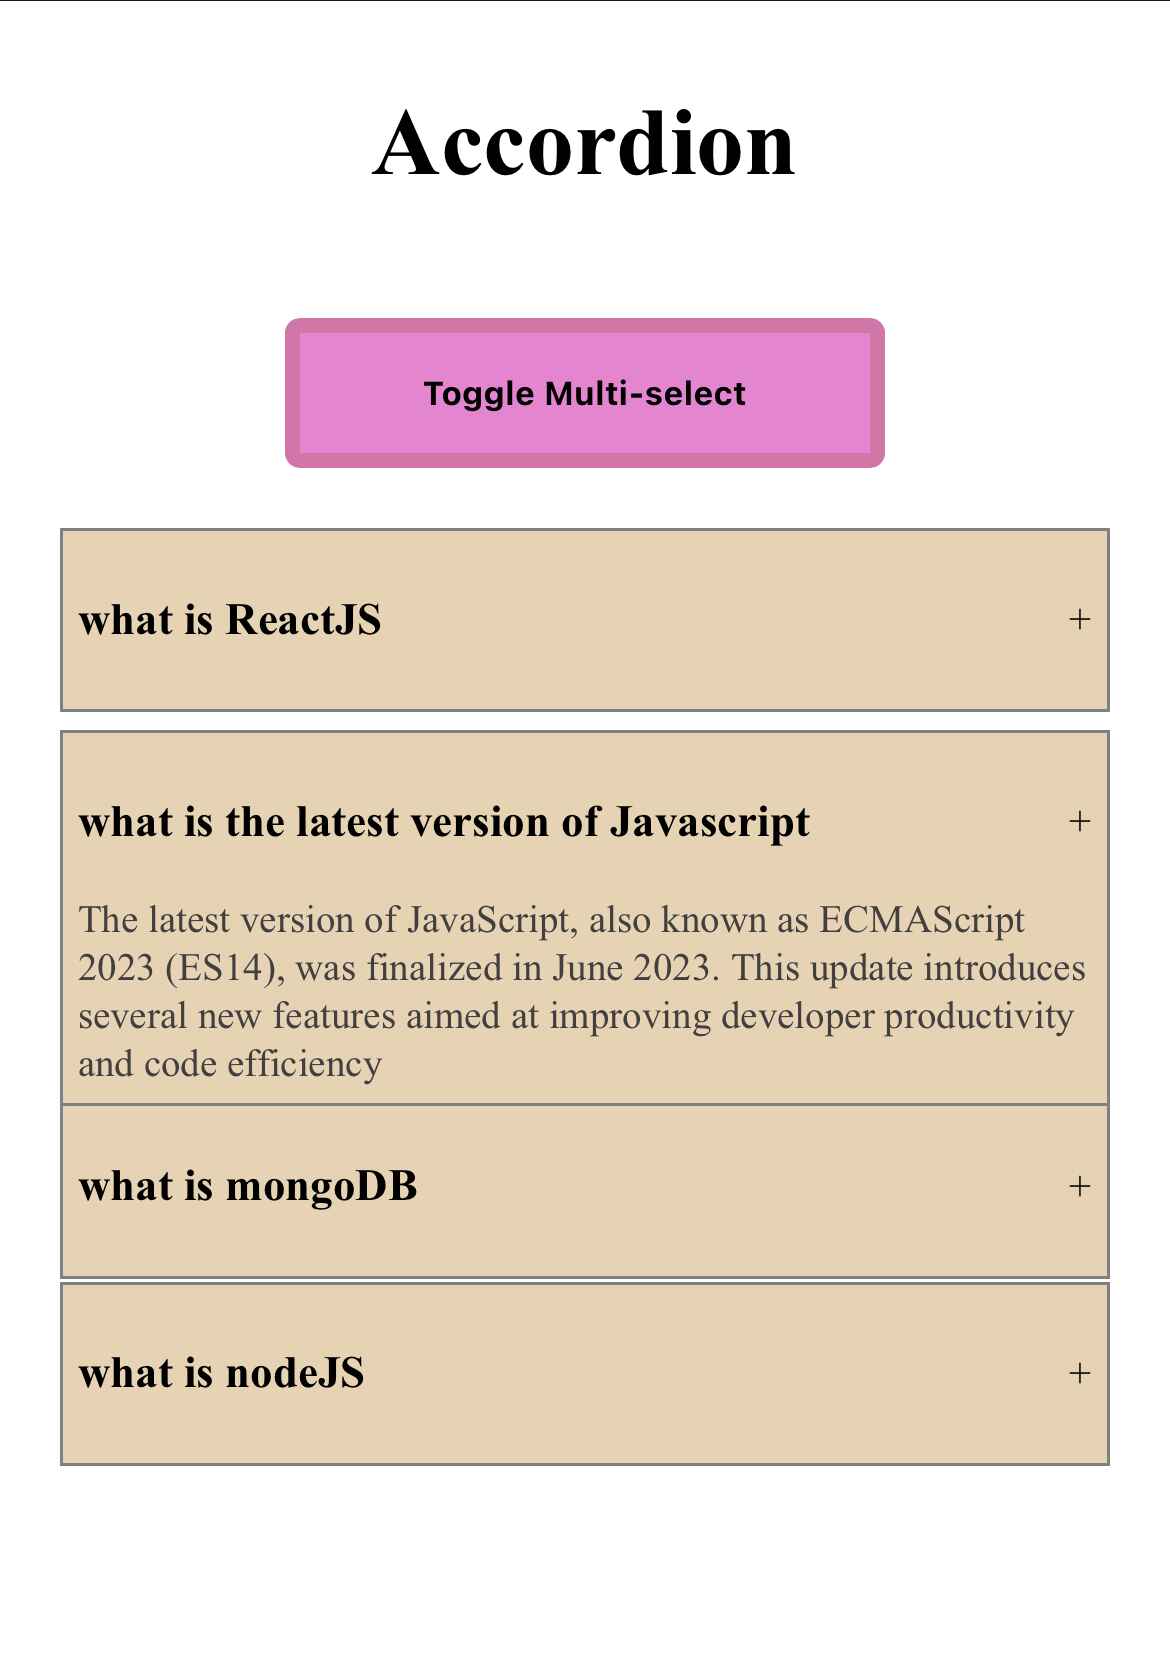 Accordion
Toggle Multi-select
what is ReactJS +
what is the latest version of Javascript +
The latest version of JavaScript, also known as ECMAScript
2023 (ES14), was finalized in June 2023. This update introduces
several new features aimed at improving developer productivity
and code efficiency
what is mongoDB +
what is nodeJS +